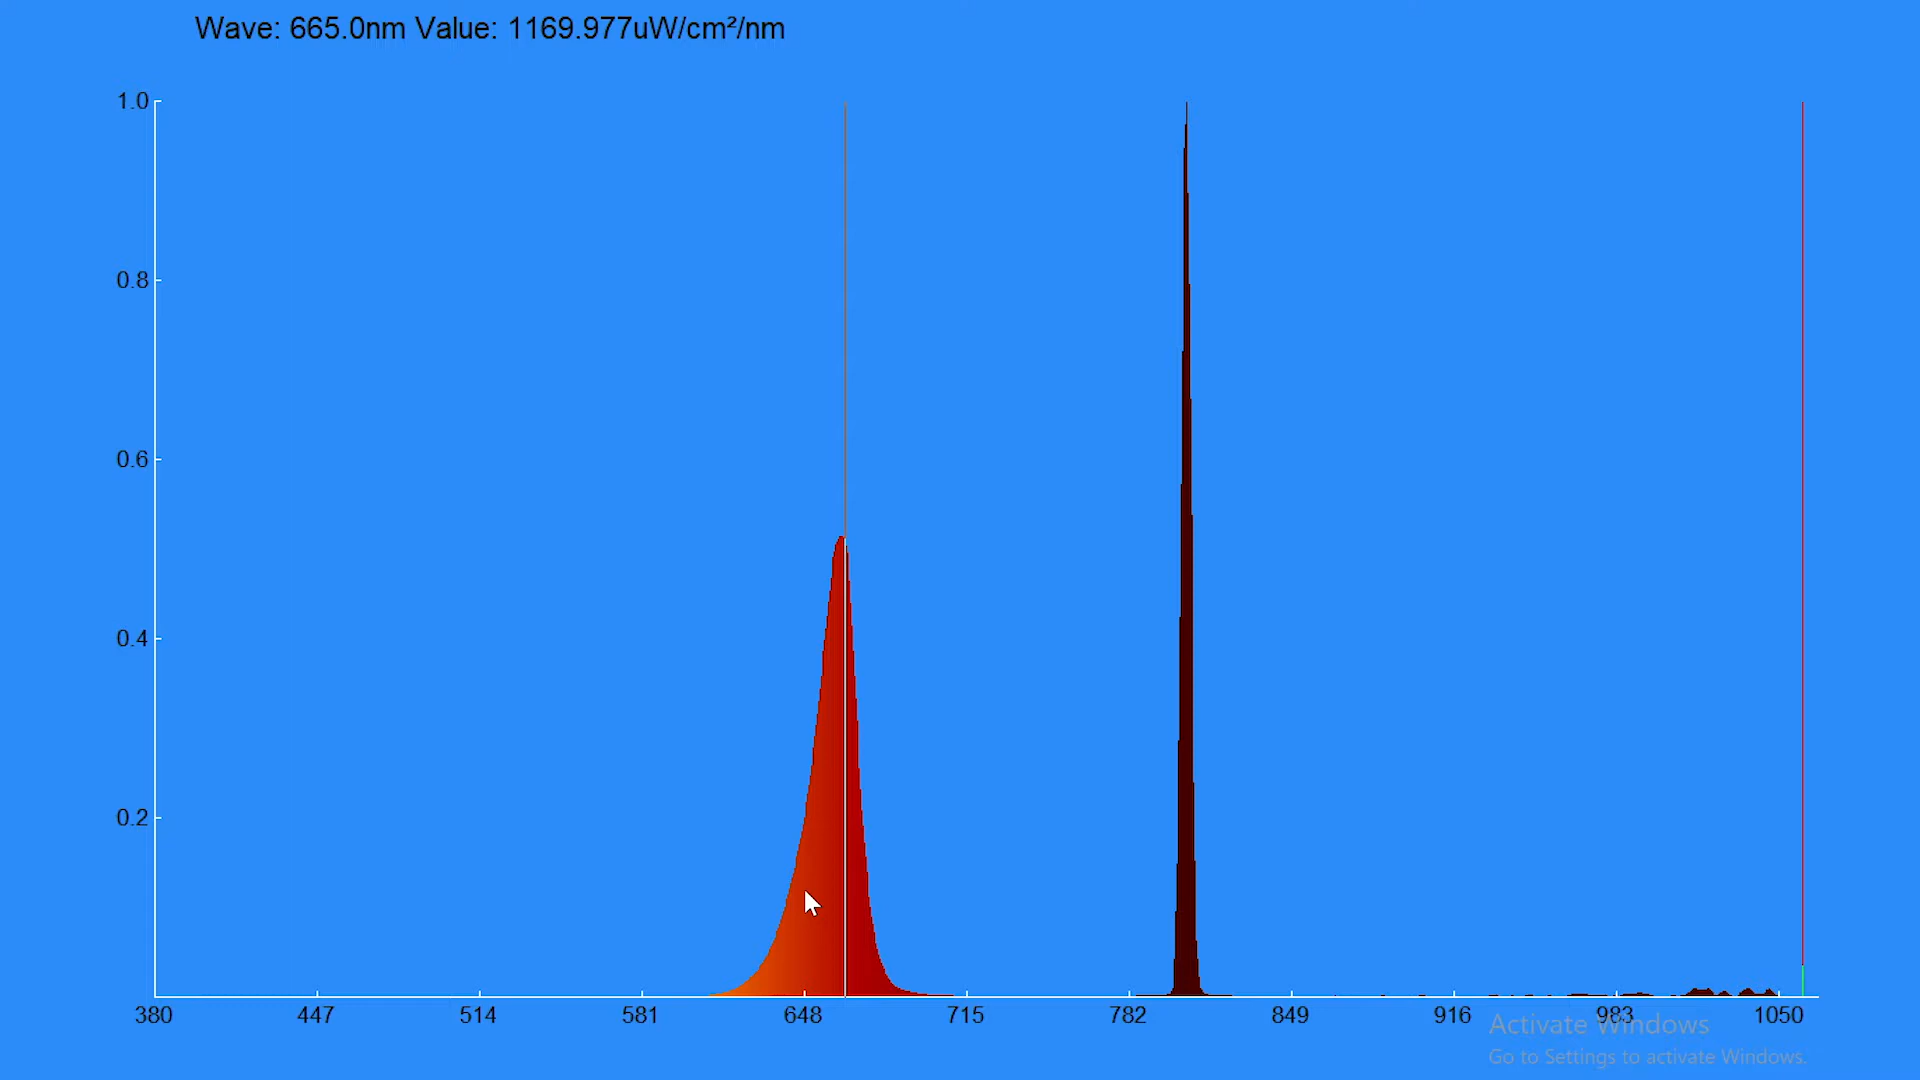 Wave: 665.0nm Value: 1169.977uW/cm²/nm
1.0
0.8
0.6
0.4
0.2
380 447 514 581 648 715 782 849 916 983 1050
Activate Windows
Go to Settings to activate Windows.